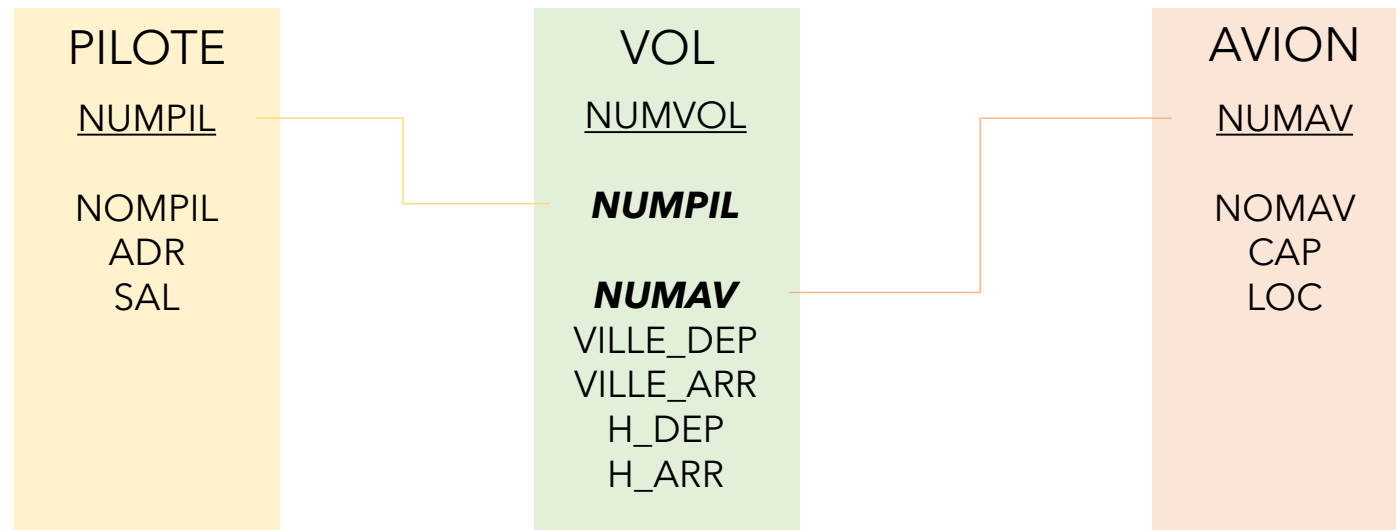 PILOTE
NUMPIL
NOMPIL
ADR
SAL
VOL
NUMVOL
NUMPIL
NUMAV
VILLE_DEP
VILLE_ARR
H_DEP
H_ARR
AVION
NUMAV
NOMAV
CAP
LOC